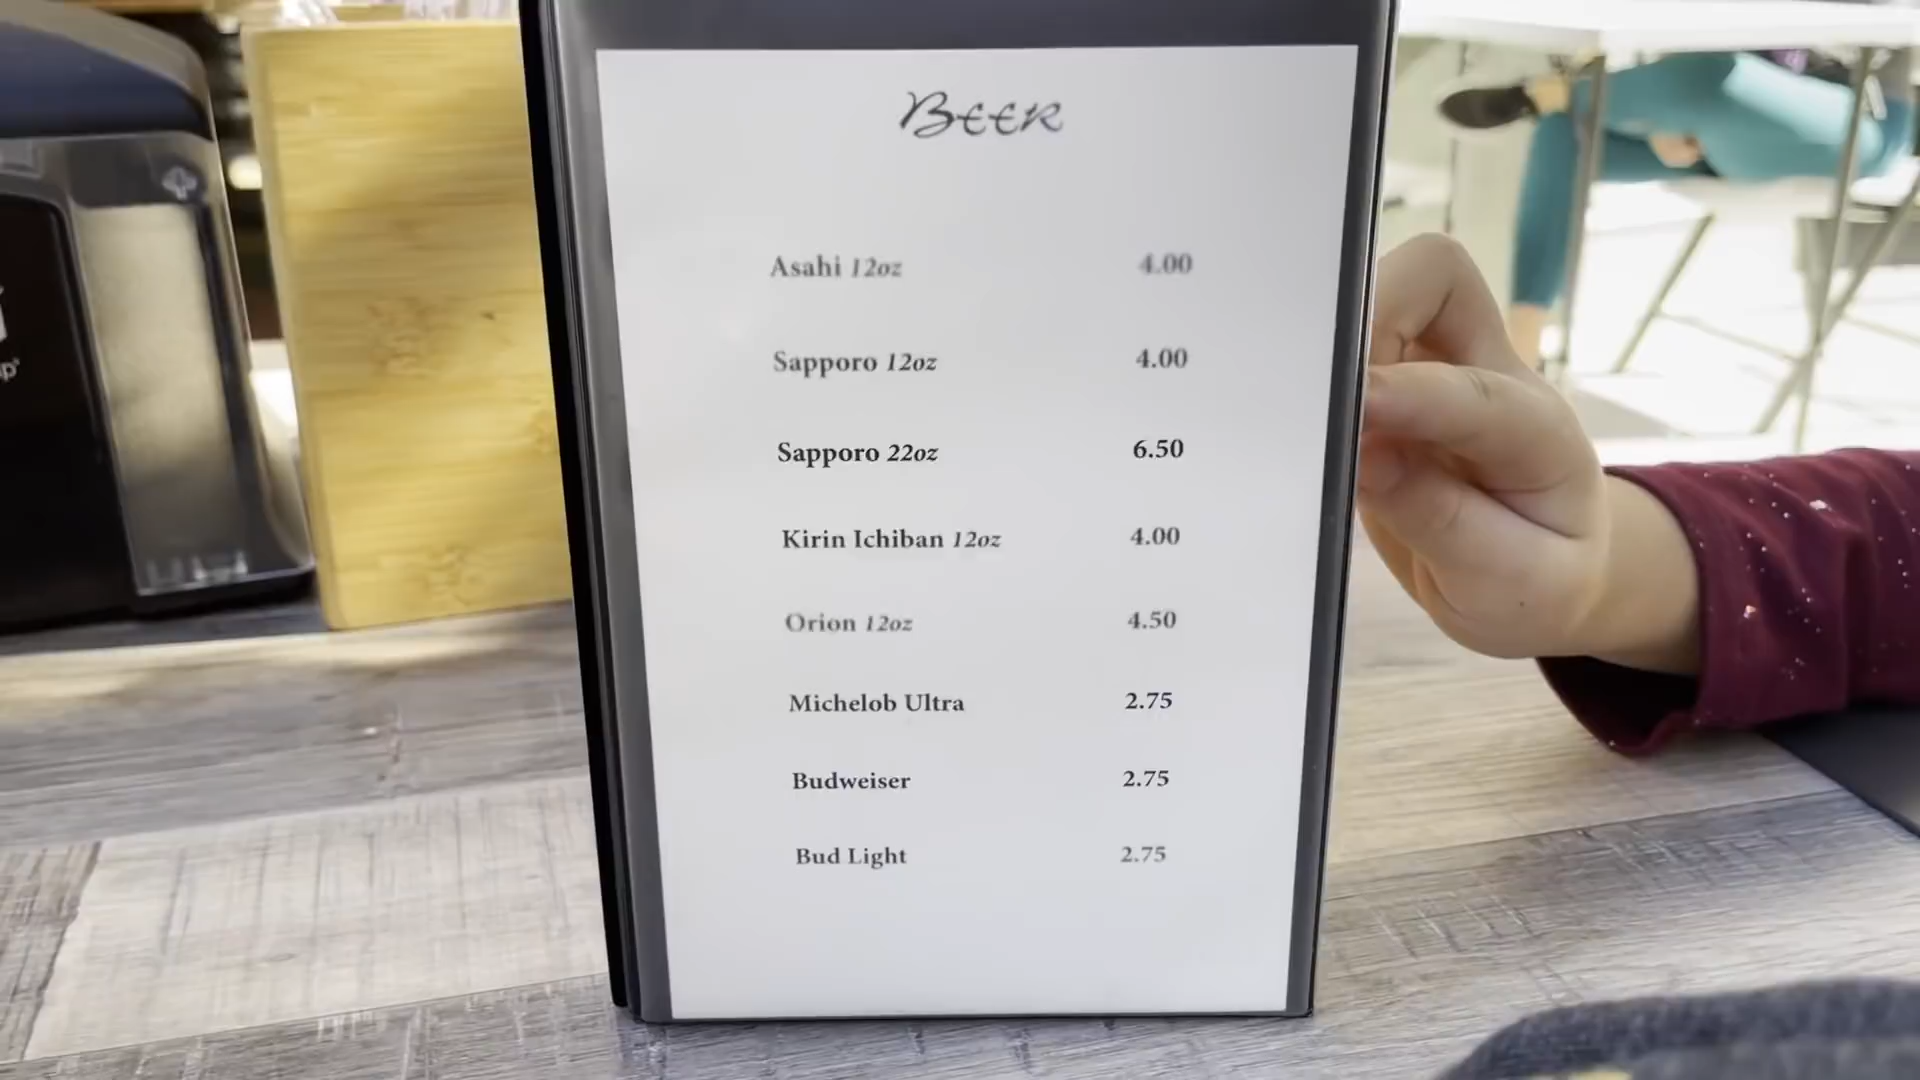 BEER
Asahi 12oz 4.00
Sapporo 12oz 4.00
Sapporo 22oz 6.50
Kirin Ichiban 12oz 4.00
Orion 12oz 4.50
Michelob Ultra 2.75
Budweiser 2.75
Bud Light 2.75